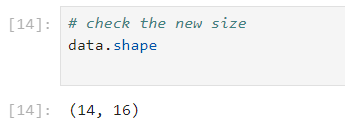 [14]: # check the new size
data.shape
[14]: (14, 16)